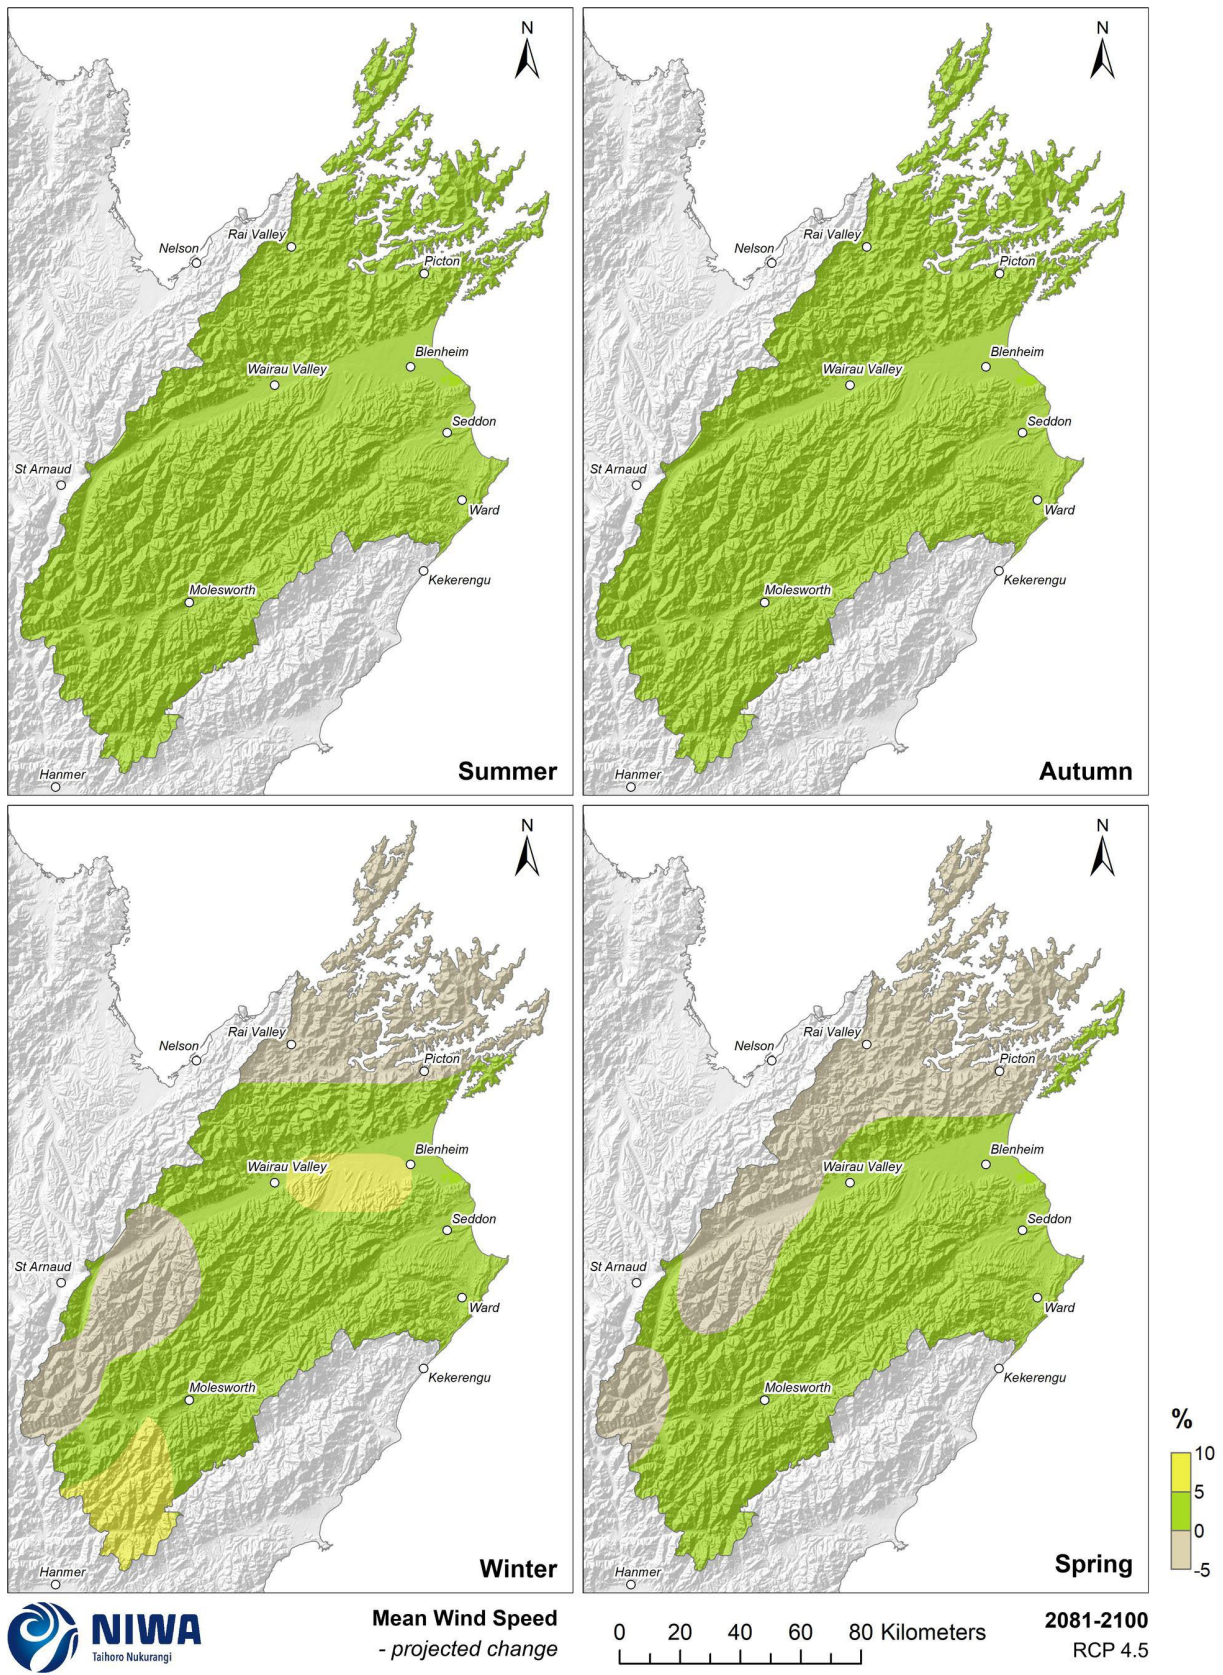 N
Rai Valley
Nelson
Picton
Blenheim
Wairau Valley
Seddon
St Arnaud
Ward
Kekerengu
Molesworth
Hanmer
Summer
N
Rai Valley
Nelson
Picton
Blenheim
Wairau Valley
Seddon
St Arnaud
Ward
Kekerengu
Molesworth
Hanmer
Autumn
N
Rai Valley
Nelson
Picton
Blenheim
Wairau Valley
Seddon
St Arnaud
Ward
Kekerengu
Molesworth
Hanmer
Winter
N
Rai Valley
Nelson
Picton
Blenheim
Wairau Valley
Seddon
St Arnaud
Ward
Kekerengu
Molesworth
Hanmer
Spring
%
10
5
0
-5
NIWA
Taihoro Nukurangi
Mean Wind Speed
- projected change
0 20 40 60 80 Kilometers
2081-2100
RCP 4.5